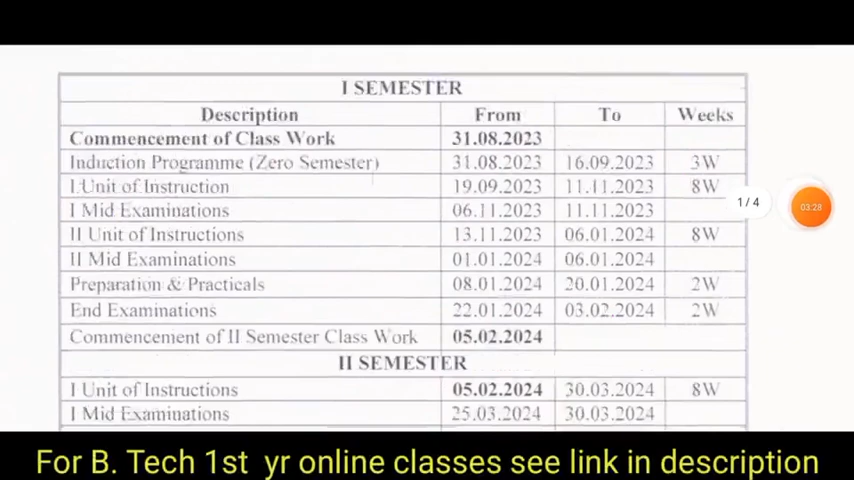 I SEMESTER
Description From To Weeks
Commencement of Class Work 31.08.2023
Induction Programme (Zero Semester) 31.08.2023 16.09.2023 3W
I Unit of Instruction 19.09.2023 11.11.2023 8W
1 / 4
03:28
I Mid Examinations 06.11.2023 11.11.2023
II Unit of Instructions 13.11.2023 06.01.2024 8W
II Mid Examinations 01.01.2024 06.01.2024
Preparation & Practicals 08.01.2024 20.01.2024 2W
End Examinations 22.01.2024 03.02.2024 2W
Commencement of II Semester Class Work 05.02.2024
II SEMESTER
I Unit of Instructions 05.02.2024 30.03.2024 8W
I Mid Examinations 25.03.2024 30.03.2024
For B. Tech 1st yr online classes see link in description